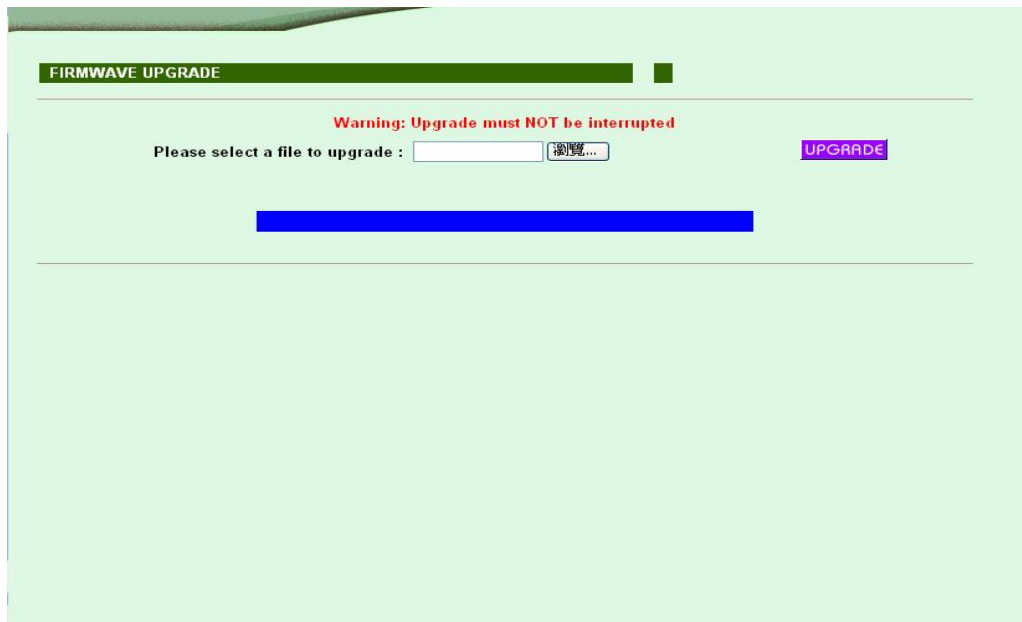 FIRMWAVE UPGRADE
Warning: Upgrade must NOT be interrupted
Please select a file to upgrade : 瀏覽... UPGRADE